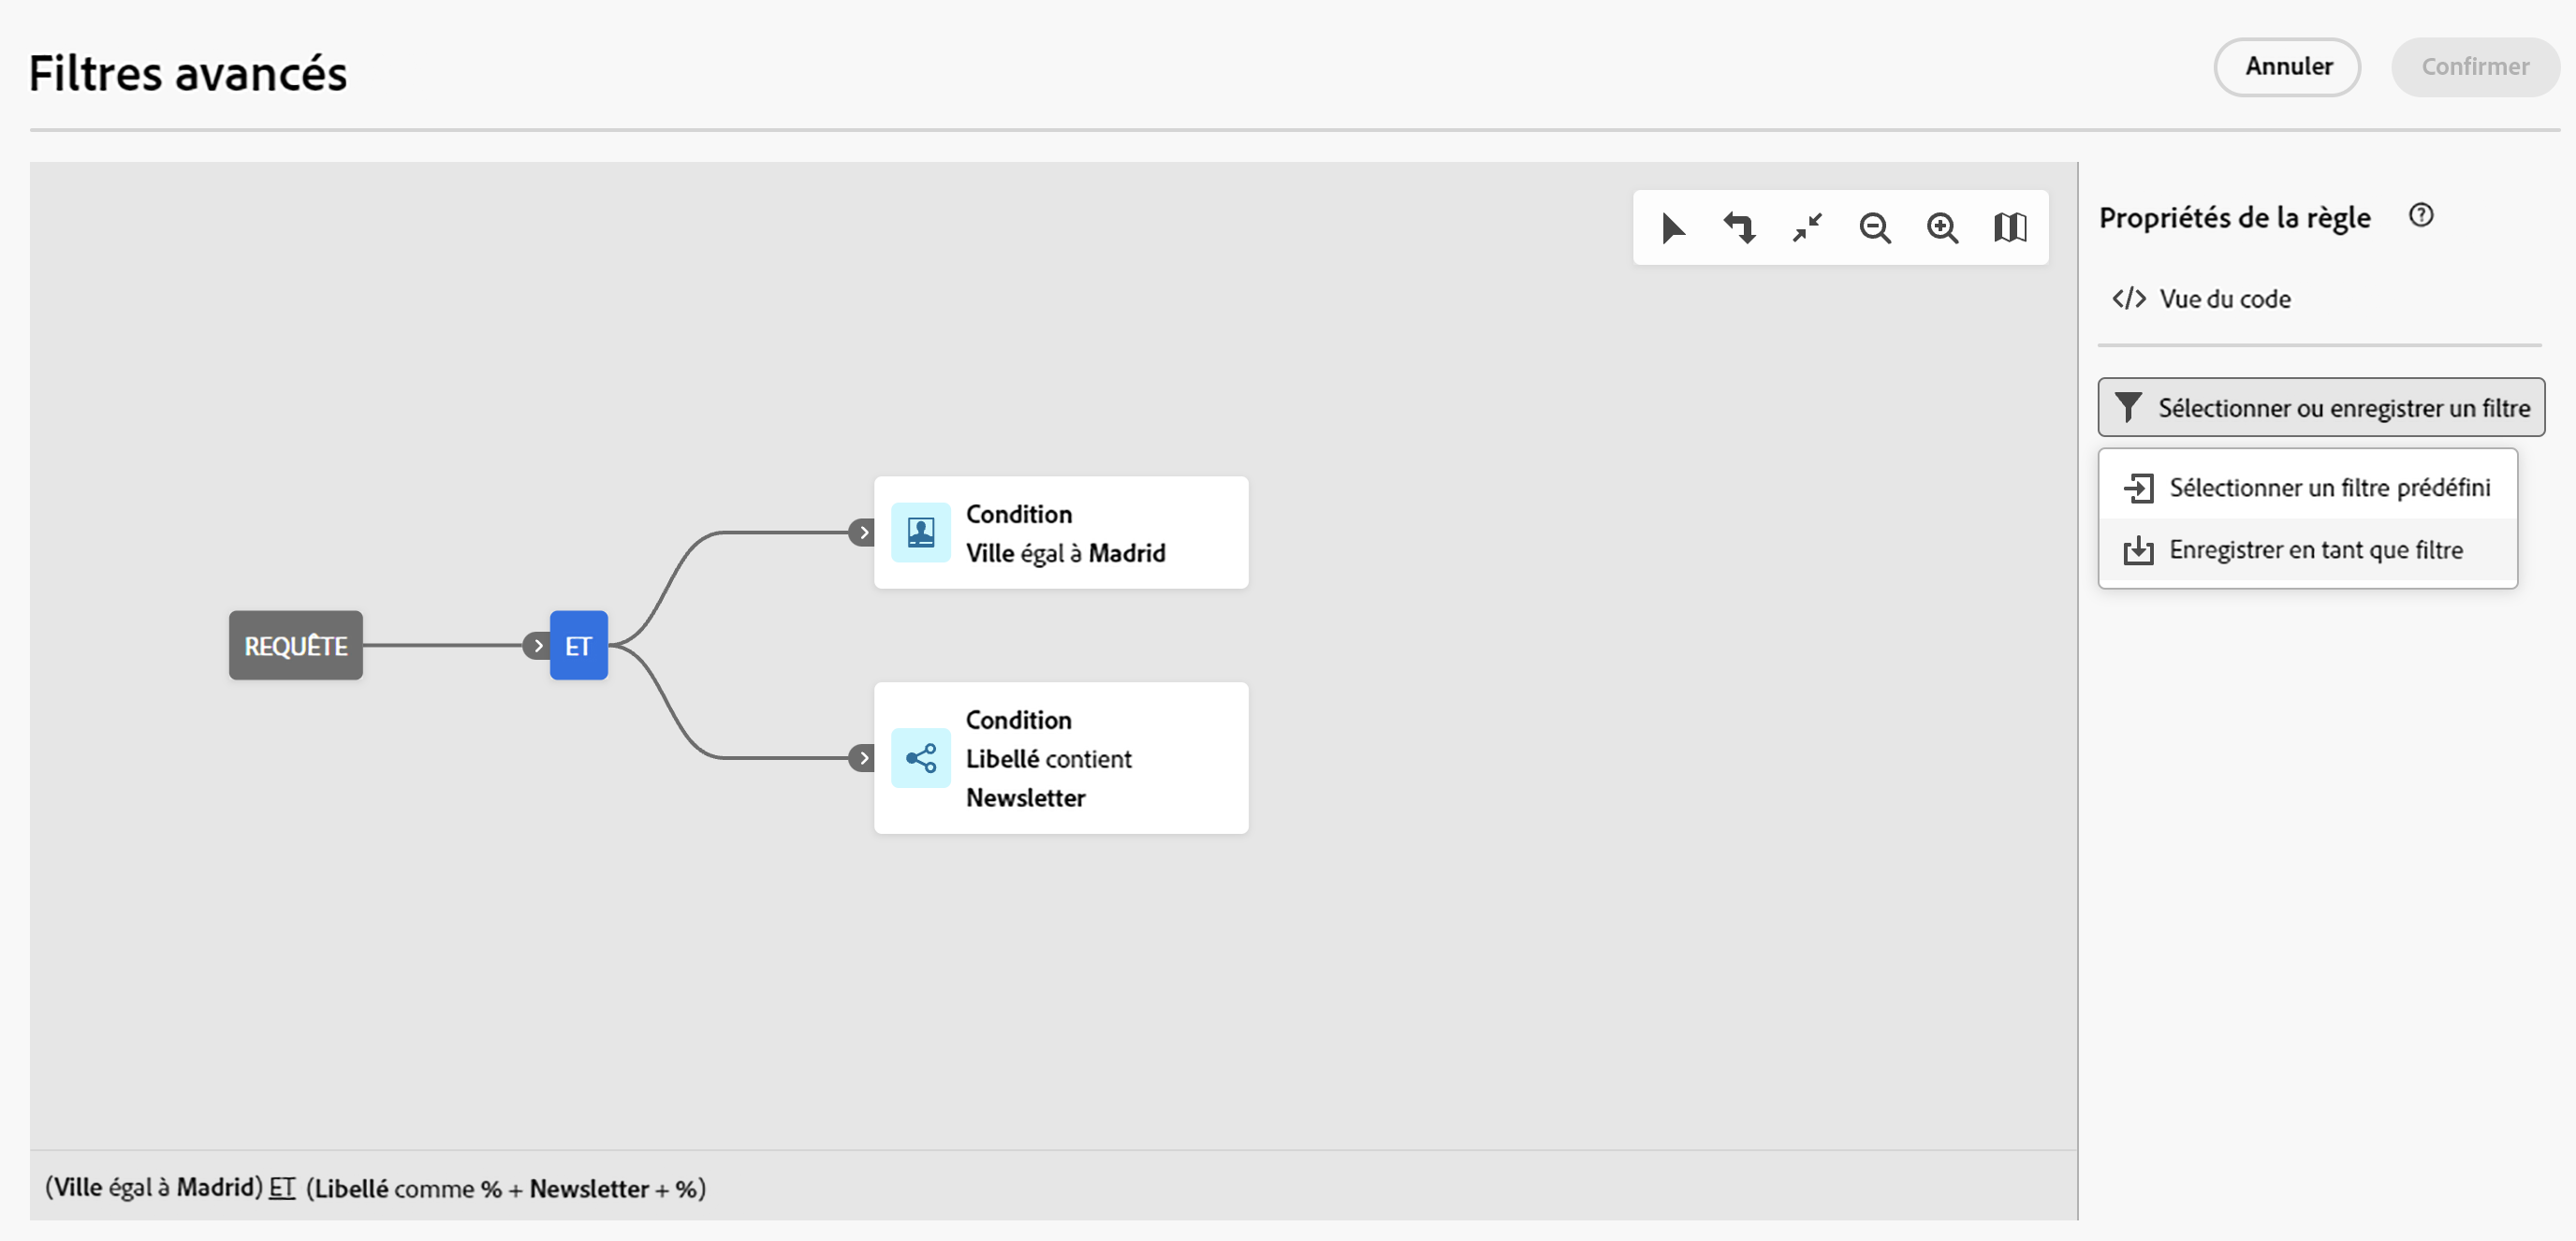 Filtres avancés
Annuler
Confirmer
Propriétés de la règle
</> Vue du code
Sélectionner ou enregistrer un filtre
Sélectionner un filtre prédéfini
Enregistrer en tant que filtre
REQUÊTE
ET
Condition
Ville égal à Madrid
Condition
Libellé contient
Newsletter
(Ville égal à Madrid) ET (Libellé comme % + Newsletter + %)